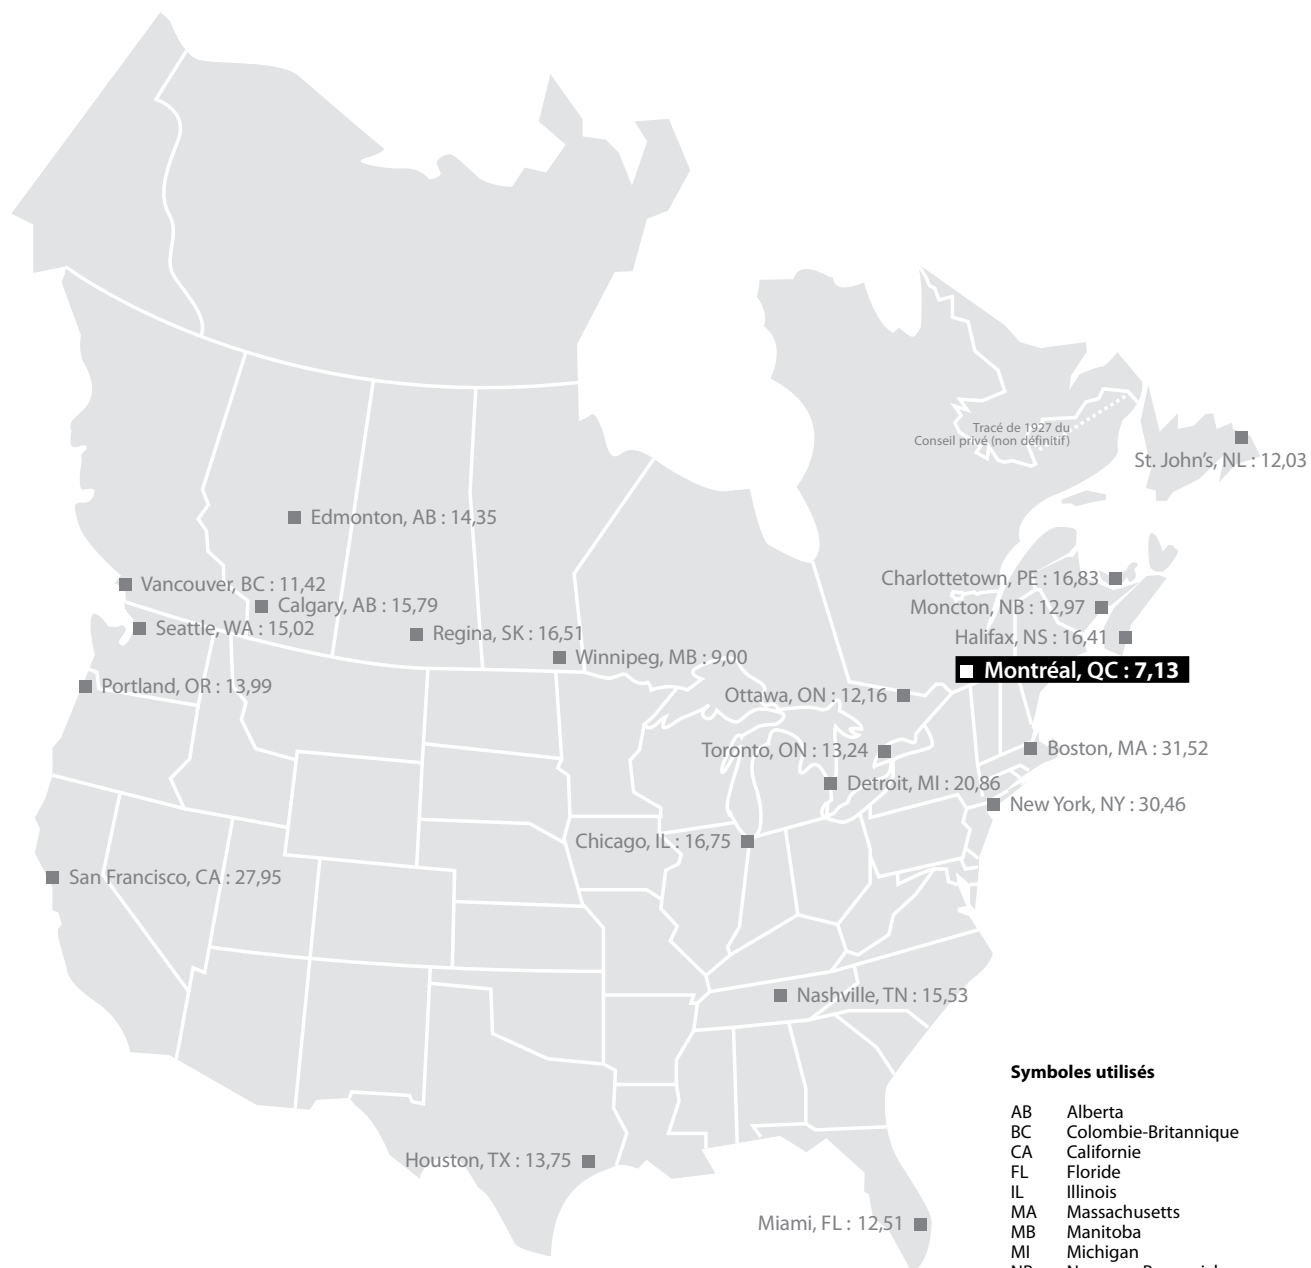 Tracé de 1927 du
Conseil privé (non définitif)
St. John's, NL : 12,03
Edmonton, AB : 14,35
Vancouver, BC : 11,42
Charlottetown, PE : 16,83
Calgary, AB : 15,79
Moncton, NB : 12,97
Seattle, WA : 15,02
Regina, SK : 16,51
Halifax, NS : 16,41
Winnipeg, MB : 9,00
Montréal, QC : 7,13
Portland, OR : 13,99
Ottawa, ON : 12,16
Toronto, ON : 13,24
Boston, MA : 31,52
Detroit, MI : 20,86
New York, NY : 30,46
Chicago, IL : 16,75
San Francisco, CA : 27,95
Nashville, TN : 15,53
Houston, TX : 13,75
Miami, FL : 12,51
Symboles utilisés
AB Alberta
BC Colombie-Britannique
CA Californie
FL Floride
IL Illinois
MA Massachusetts
MB Manitoba
MI Michigan